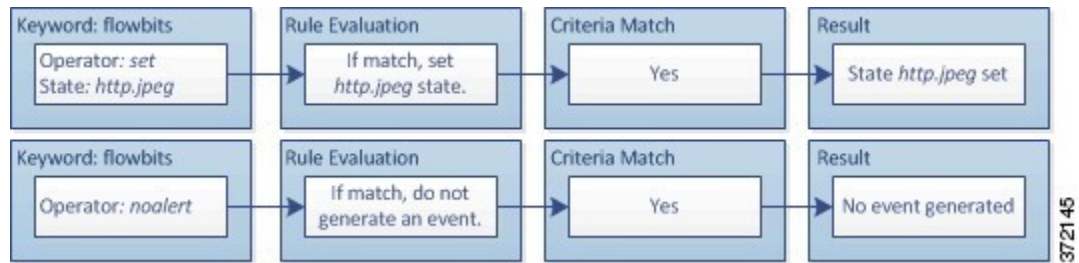 Keyword: flowbits
Operator: set
State: http.jpeg
Rule Evaluation
If match, set
http.jpeg state.
Criteria Match
Yes
Result
State http.jpeg set
Keyword: flowbits
Operator: noalert
Rule Evaluation
If match, do not
generate an event.
Criteria Match
Yes
Result
No event generated
372145